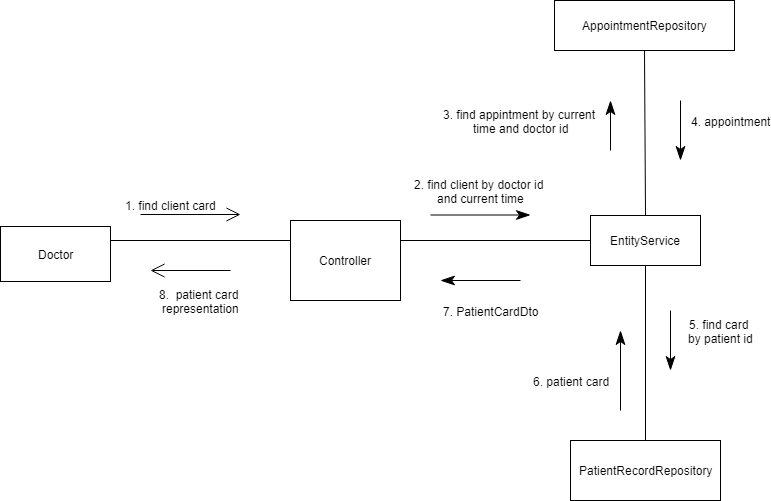 AppointmentRepository
3. find appintment by current
time and doctor id
4. appointment
1. find client card
2. find client by doctor id
and current time
Doctor
Controller
EntityService
8. patient card
representation
7. PatientCardDto
5. find card
by patient id
6. patient card
PatientRecordRepository